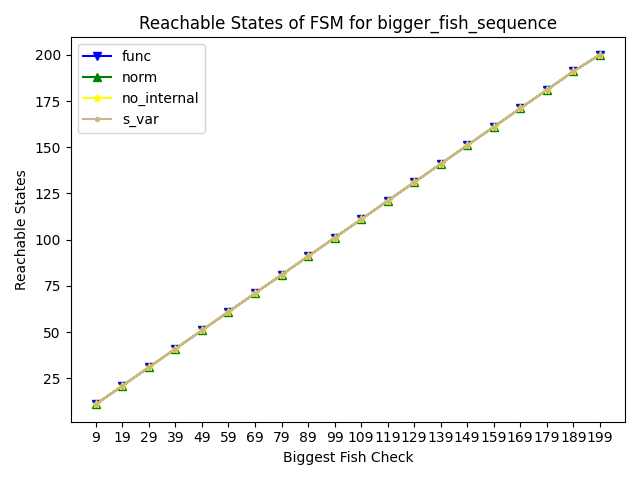 Reachable States of FSM for bigger_fish_sequence
func
norm
no_internal
s_var
Reachable States
200
175
150
125
100
75
50
25
9 19 29 39 49 59 69 79 89 99 109 119 129 139 149 159 169 179 189 199
Biggest Fish Check